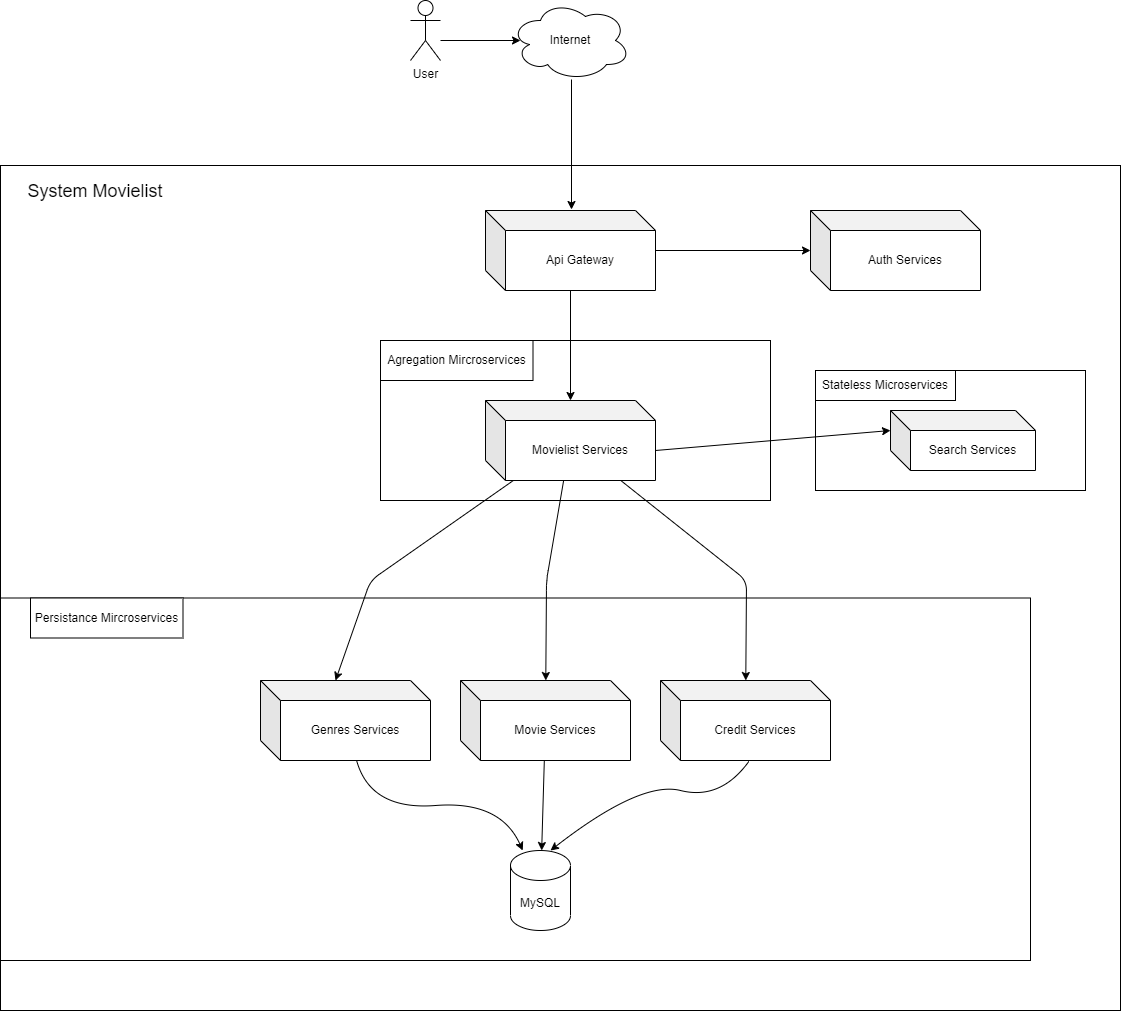 User
Internet
System Movielist
Api Gateway
Auth Services
Agregation Mircroservices
Stateless Microservices
Movielist Services
Search Services
Persistance Mircroservices
Genres Services
Movie Services
Credit Services
MySQL